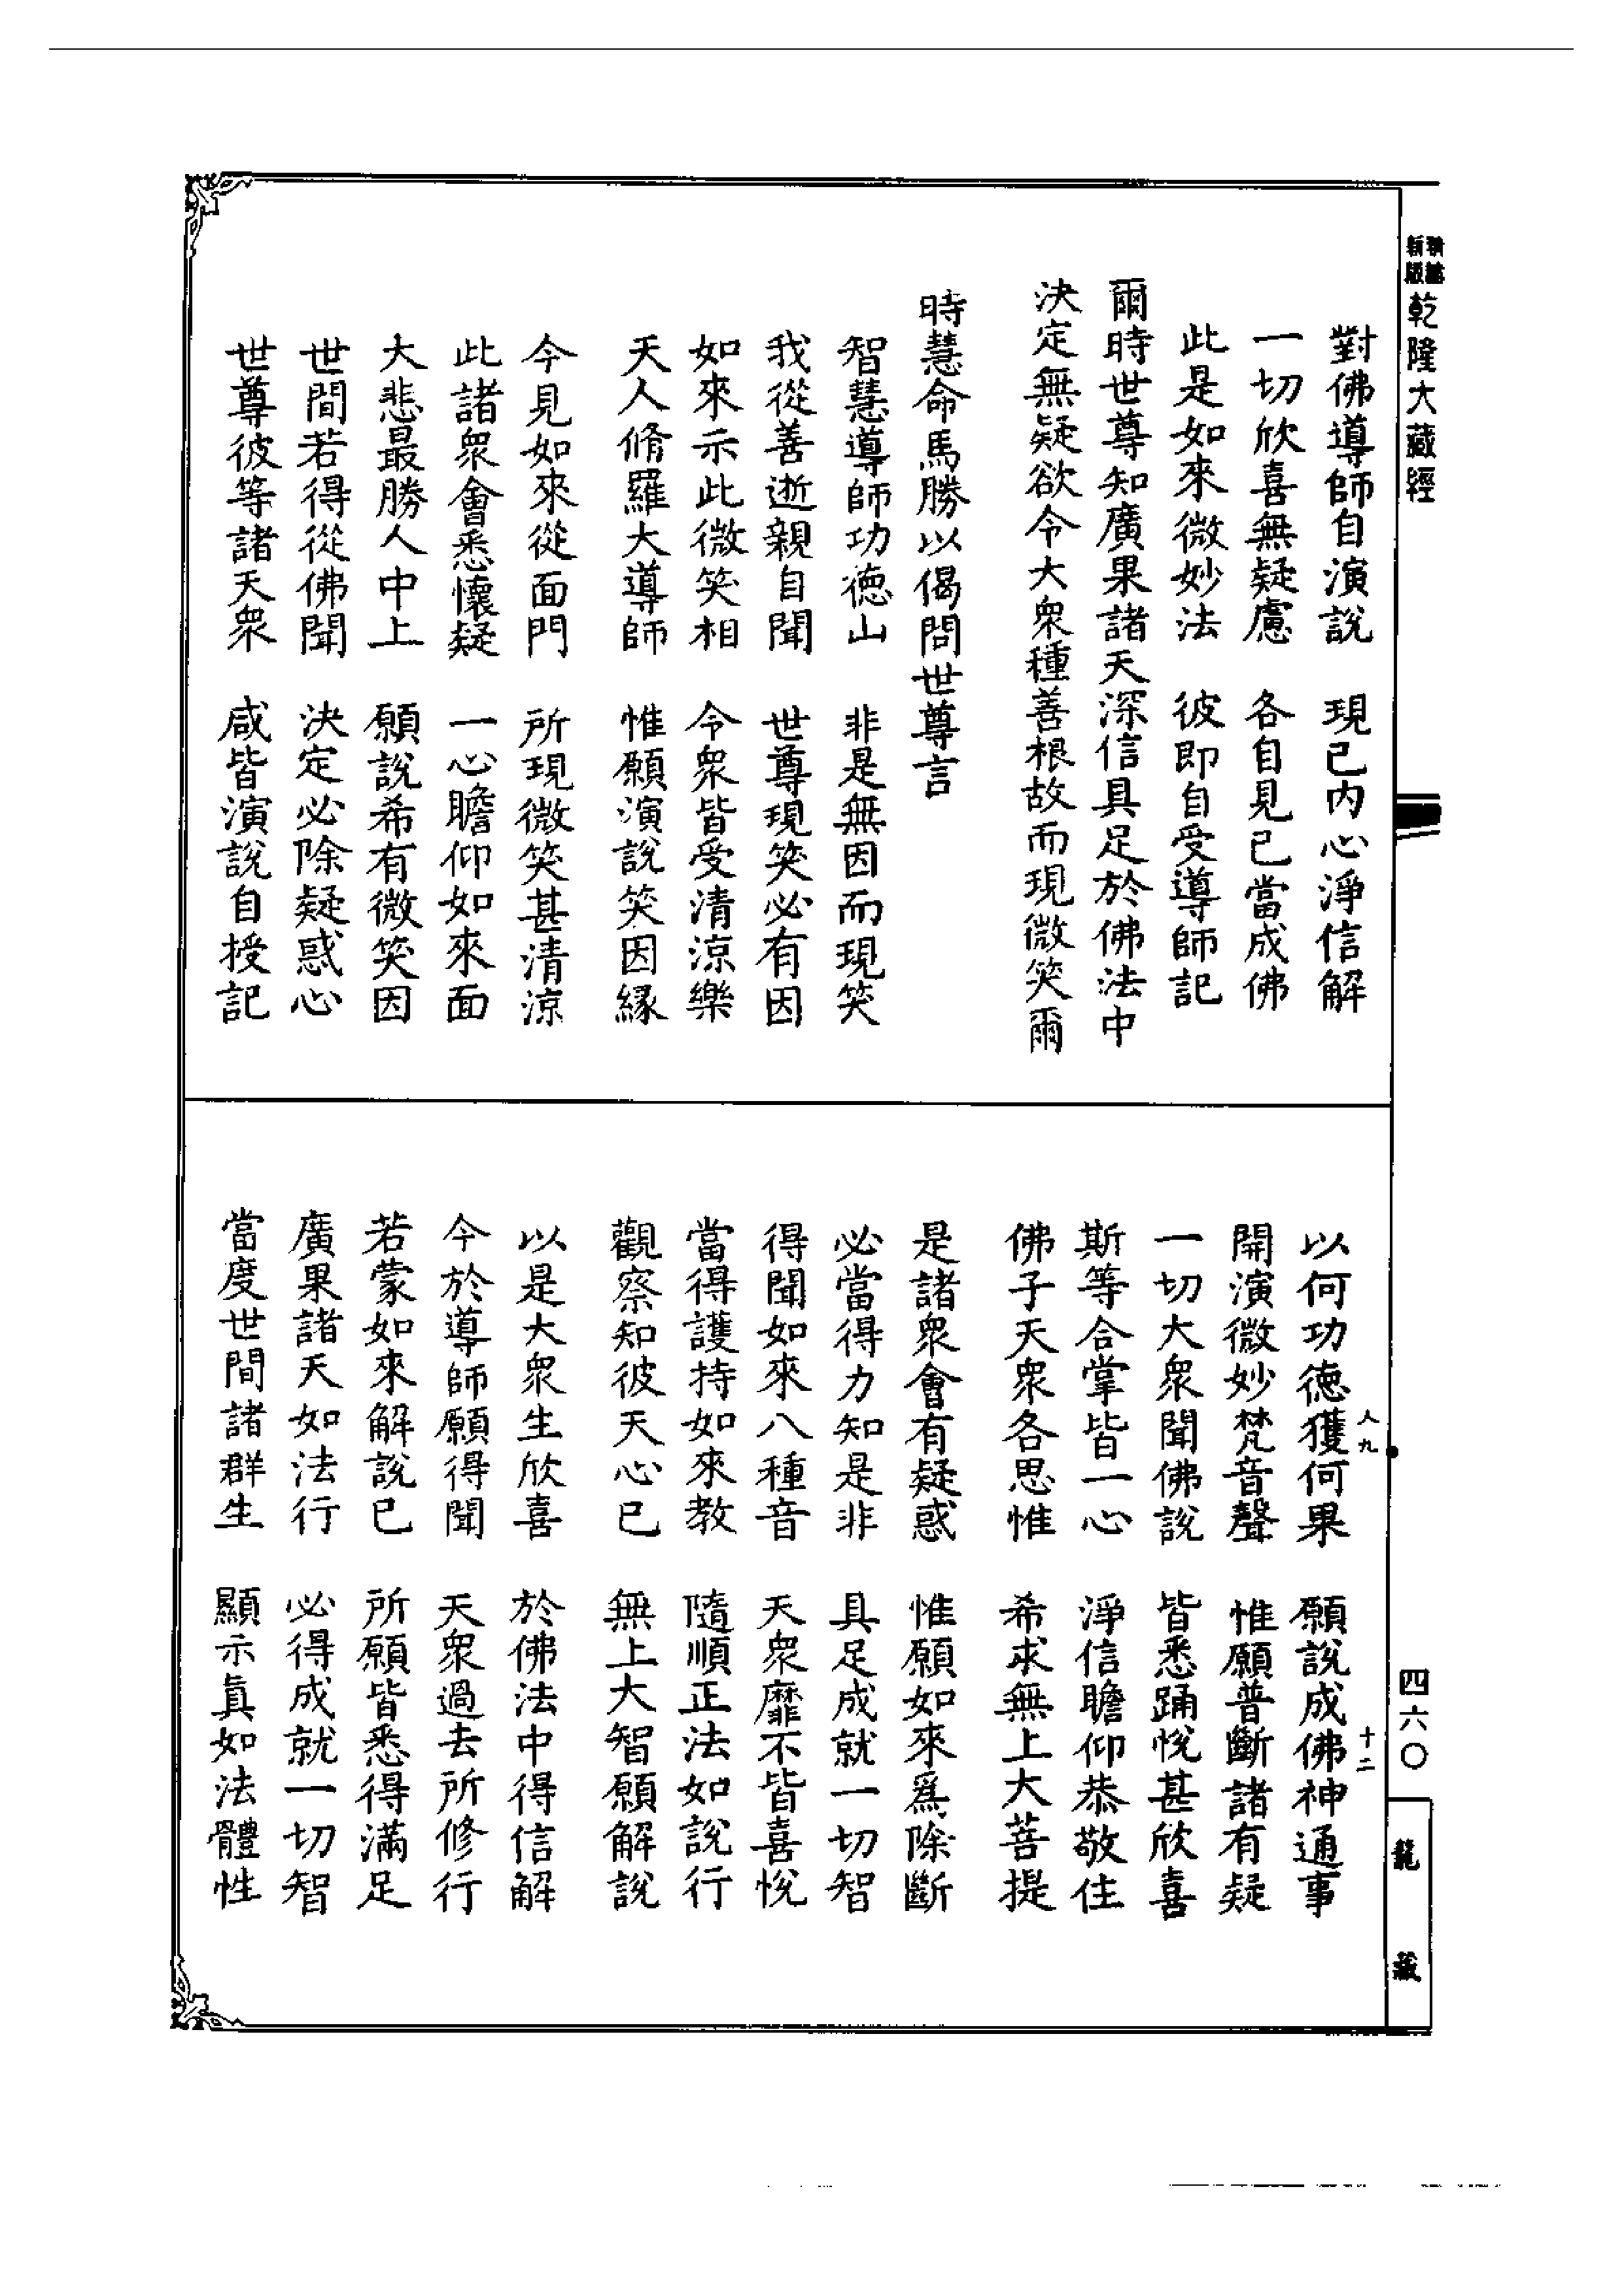 新編
新版
乾隆大藏經
對佛導師自演說　現已內心淨信解
一切欣喜無疑慮　各自見已當成佛
此是如來微妙法　彼即自受導師記
爾時世尊知廣果諸天深信具足於佛法中
決定無疑欲令大衆種善根故而現微笑爾
時慧命馬勝以偈問世尊言
智慧導師功德山　非是無因而現笑
我從善逝親自聞　世尊現笑必有因
如來示此微笑相　令衆皆受清涼樂
天人脩羅大導師　惟願演說笑因緣
今見如來從面門　所現微笑甚清涼
此諸衆會悉懷疑　一心瞻仰如來面
大悲最勝人中上　願說希有微笑因
世間若得從佛聞　決定必除疑惑心
世尊彼等諸天衆　咸皆演說自授記
以何功德獲何果　願說成佛神通事
開演微妙梵音聲　惟願普斷諸有疑
一切大衆聞佛說　皆悉踊悅甚欣喜
斯等合掌皆一心　淨信瞻仰恭敬住
佛子天衆各思惟　希求無上大菩提
是諸衆會有疑惑　惟願如來爲除斷
必當得力知是非　具足成就一切智
得聞如來八種音　天衆靡不皆喜悅
當得護持如來教　隨順正法如說行
觀察知彼天心已　無上大智願解說
以是大衆生欣喜　於佛法中得信解
今於導師願得聞　天衆過去所修行
若蒙如來解說已　所願皆悉得滿足
廣果諸天如法行　必得成就一切智
當度世間諸群生　顯示真如法體性
人九
十二
四六〇
龍藏